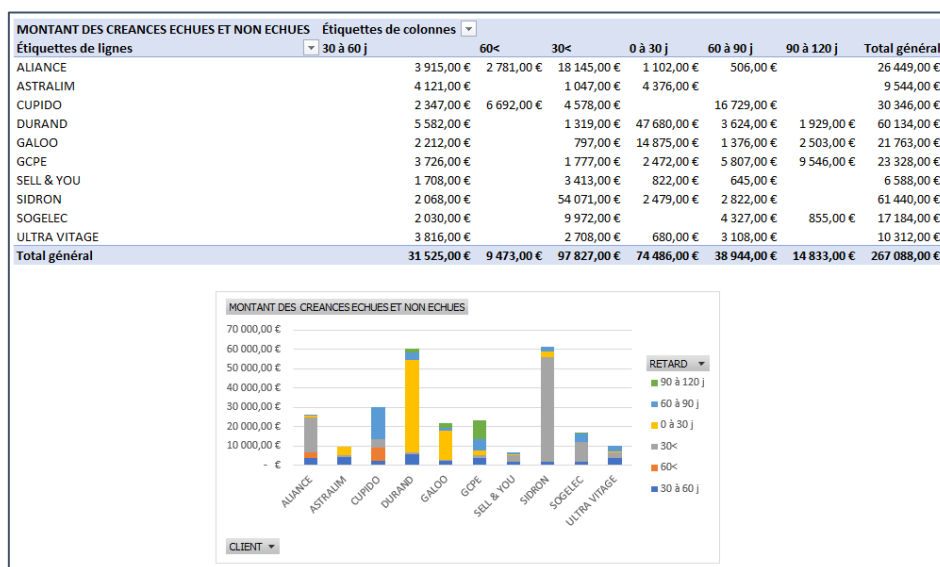 MONTANT DES CREANCES ECHUES ET NON ECHUES Étiquettes de colonnes
Étiquettes de lignes 30 à 60 j 60< 30< 0 à 30 j 60 à 90 j 90 à 120 j Total général
ALIANCE 3 915,00 € 2 781,00 € 18 145,00 € 1 102,00 € 506,00 € 26 449,00 €
ASTRALIM 4 121,00 € 1 047,00 € 4 376,00 € 9 544,00 €
CUPIDO 2 347,00 € 6 692,00 € 4 578,00 € 16 729,00 € 30 346,00 €
DURAND 5 582,00 € 1 319,00 € 47 680,00 € 3 624,00 € 1 929,00 € 60 134,00 €
GALOO 2 212,00 € 797,00 € 14 875,00 € 1 376,00 € 2 503,00 € 21 763,00 €
GCPE 3 726,00 € 1 777,00 € 2 472,00 € 5 807,00 € 9 546,00 € 23 328,00 €
SELL & YOU 1 708,00 € 3 413,00 € 822,00 € 645,00 € 6 588,00 €
SIDRON 2 068,00 € 54 071,00 € 2 479,00 € 2 822,00 € 61 440,00 €
SOGELEC 2 030,00 € 9 972,00 € 4 327,00 € 855,00 € 17 184,00 €
ULTRA VITAGE 3 816,00 € 2 708,00 € 680,00 € 3 108,00 € 10 312,00 €
Total général 31 525,00 € 9 473,00 € 97 827,00 € 74 486,00 € 38 944,00 € 14 833,00 € 267 088,00 €
MONTANT DES CREANCES ECHUES ET NON ECHUES
70 000,00 €
60 000,00 €
50 000,00 €
40 000,00 €
30 000,00 €
20 000,00 €
10 000,00 €
- €
ALIANCE
ASTRALIM
CUPIDO
DURAND
GALOO
GCPE
SELL & YOU
SIDRON
SOGELEC
ULTRA VITAGE
RETARD
90 à 120 j
60 à 90 j
0 à 30 j
30<
60<
30 à 60 j
CLIENT